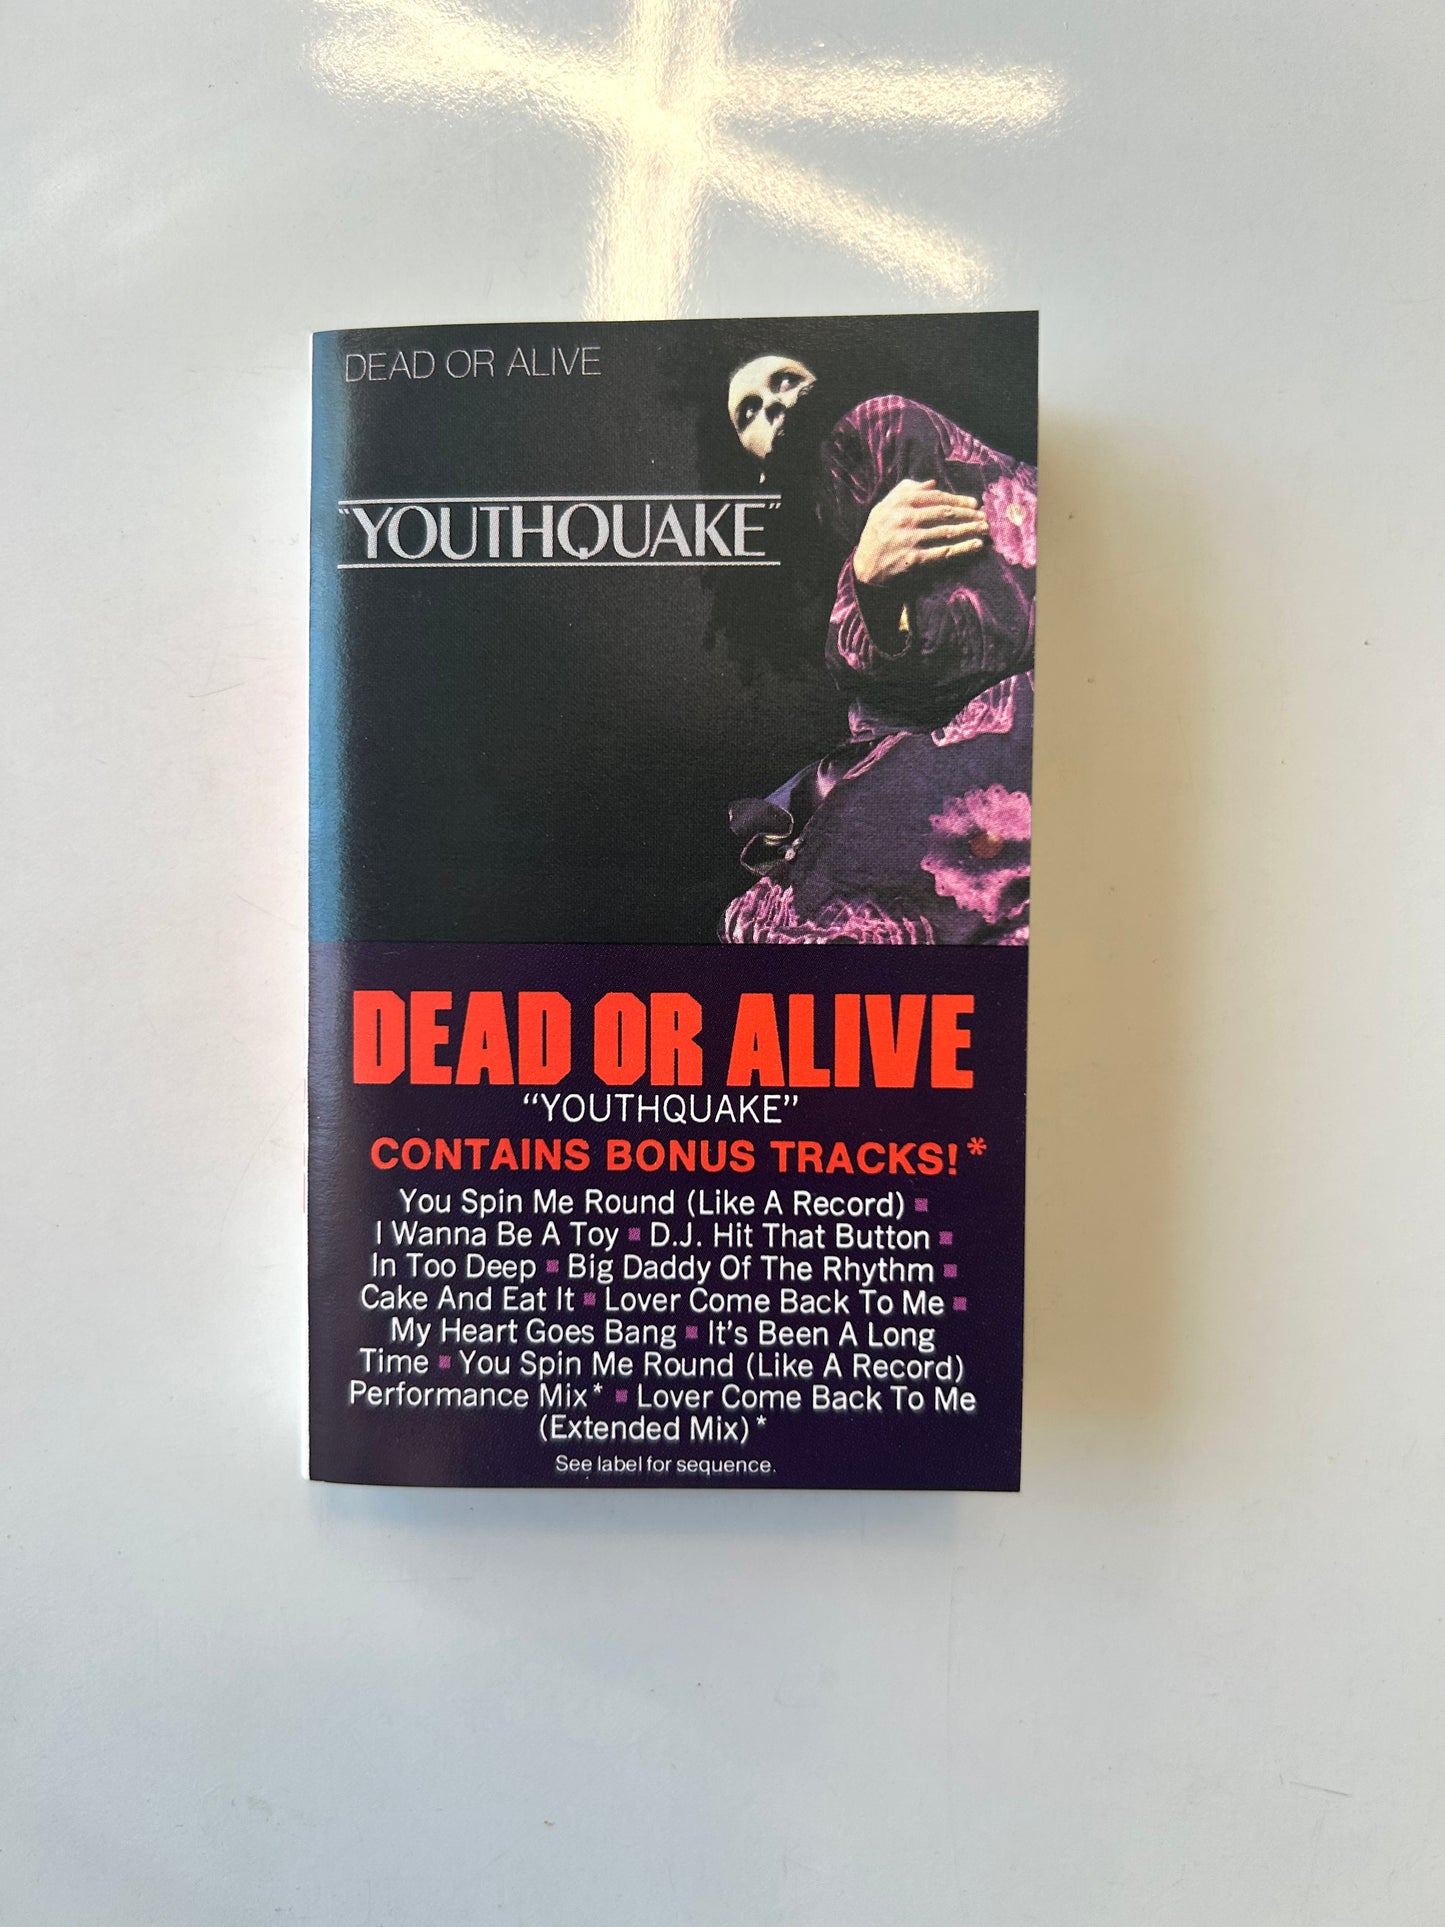 DEAD OR ALIVE
"YOUTHQUAKE"
DEAD OR ALIVE
“YOUTHQUAKE”
CONTAINS BONUS TRACKS!*
You Spin Me Round (Like A Record) ▪
I Wanna Be A Toy ▪ D.J. Hit That Button ▪
In Too Deep ▪ Big Daddy Of The Rhythm ▪
Cake And Eat It ▪ Lover Come Back To Me ▪
My Heart Goes Bang ▪ It's Been A Long
Time ▪ You Spin Me Round (Like A Record)
Performance Mix* ▪ Lover Come Back To Me
(Extended Mix)*
See label for sequence.